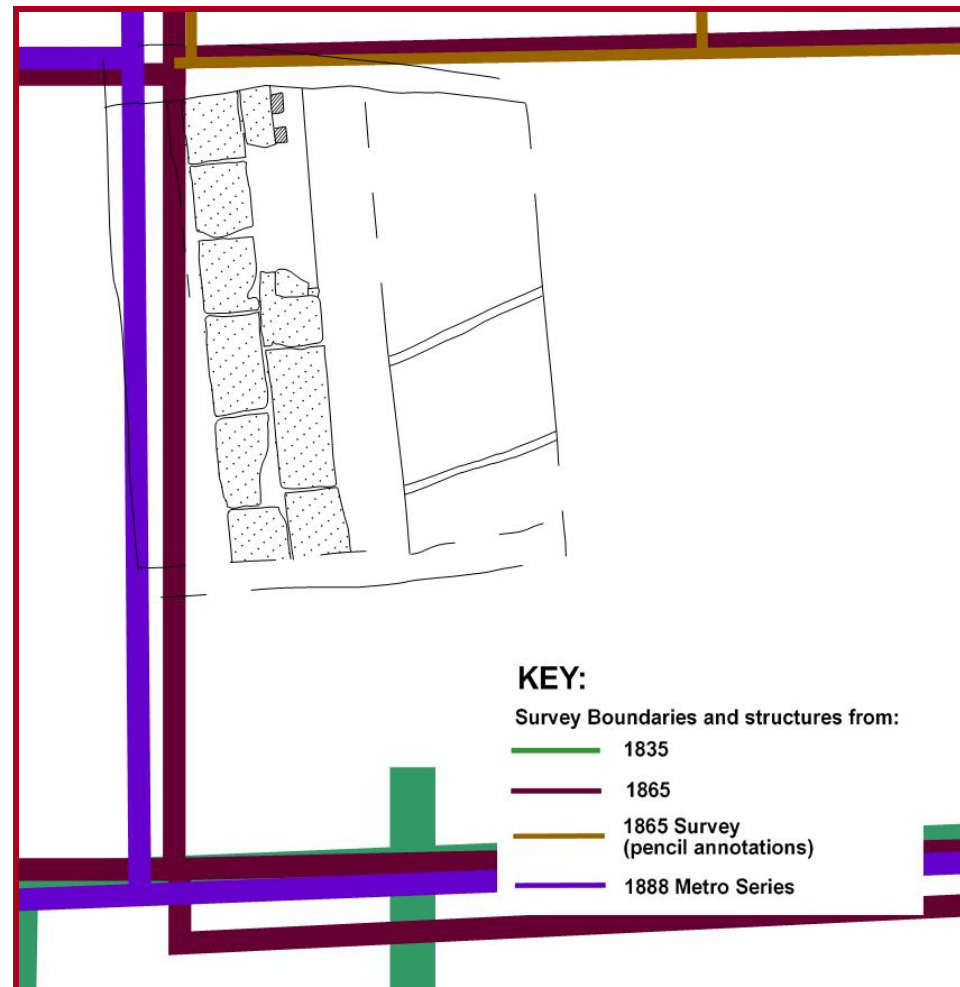 KEY:
Survey Boundaries and structures from:
1835
1865
1865 Survey
(pencil annotations)
1888 Metro Series